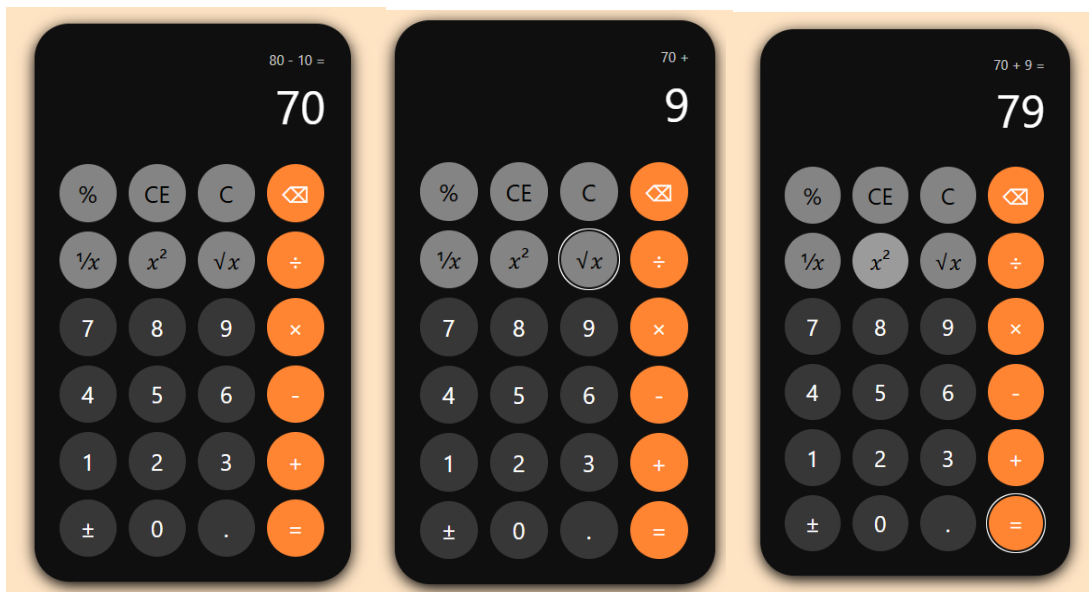 80 - 10 =
70
% CE C ⌫
⅟x x² √x ÷
7 8 9 ×
4 5 6 -
1 2 3 +
± 0 . =
70 +
9
% CE C ⌫
⅟x x² √x ÷
7 8 9 ×
4 5 6 -
1 2 3 +
± 0 . =
70 + 9 =
79
% CE C ⌫
⅟x x² √x ÷
7 8 9 ×
4 5 6 -
1 2 3 +
± 0 . =